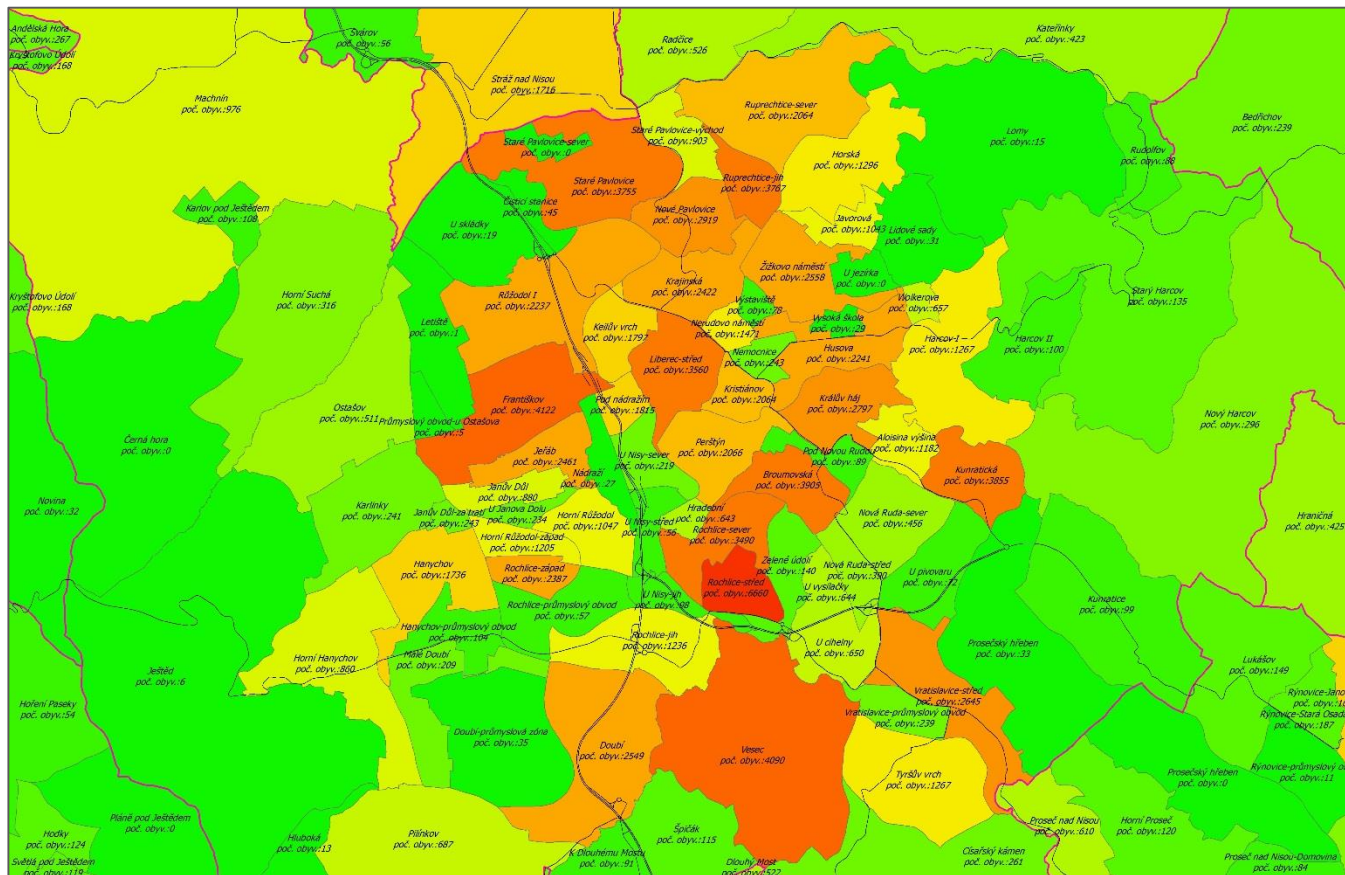 Andělská Hora
poč. obyv.:267
Kryštofovo Údolí
poč. obyv.:168
Svárov
poč. obyv.:56
Radčice
poč. obyv.:526
Kateřinky
poč. obyv.:423
Machnín
poč. obyv.:976
Stráž nad Nisou
poč. obyv.:1716
Ruprechtice-sever
poč. obyv.:2064
Bedřichov
poč. obyv.:239
Staré Pavlovice-sever
poč. obyv.:0
Staré Pavlovice-východ
poč. obyv.:903
Horská
poč. obyv.:1296
Lomy
poč. obyv.:15
Rudolfov
poč. obyv.:88
Staré Pavlovice
poč. obyv.:3755
Ruprechtice-jih
poč. obyv.:3767
Karlov pod Ještědem
poč. obyv.:108
Čistící stanice
poč. obyv.:45
U skládky
poč. obyv.:19
Nové Pavlovice
poč. obyv.:2919
Javorová
poč. obyv.:1043
Lidové sady
poč. obyv.:31
Kryštofovo Údolí
poč. obyv.:168
Horní Suchá
poč. obyv.:316
Růžodol I
poč. obyv.:2237
Krajinská
poč. obyv.:2422
Žižkovo náměstí
poč. obyv.:2558
U jezírka
poč. obyv.:0
Starý Harcov
poč. obyv.:135
Letiště
poč. obyv.:1
Keilův vrch
poč. obyv.:1797
Výstaviště
poč. obyv.:78
Nerudovo náměstí
poč. obyv.:1471
Vysoká škola
poč. obyv.:29
Wolkerova
poč. obyv.:657
Harcov I
poč. obyv.:1267
Harcov II
poč. obyv.:100
Liberec-střed
poč. obyv.:3560
Nemocnice
poč. obyv.:243
Husova
poč. obyv.:2241
Františkov
poč. obyv.:4122
Pod nádražím
poč. obyv.:1815
Kristiánov
poč. obyv.:2064
Králův háj
poč. obyv.:2797
Nový Harcov
poč. obyv.:296
Ostašov
poč. obyv.:511
Průmyslový obvod-u Ostašova
poč. obyv.:5
Černá hora
poč. obyv.:0
Jeřáb
poč. obyv.:2461
Perštýn
poč. obyv.:2066
Aloisina výšina
poč. obyv.:1182
U Nisy-sever
poč. obyv.:219
Pod Novou Rudou
poč. obyv.:89
Nádraží
poč. obyv.:27
Broumovská
poč. obyv.:3905
Kunratická
poč. obyv.:3855
Janův Důl
poč. obyv.:880
Novina
poč. obyv.:32
Karlinky
poč. obyv.:241
Janův Důl-za tratí
poč. obyv.:243
U Janova Dolu
poč. obyv.:234
Horní Růžodol
poč. obyv.:1047
Hradební
poč. obyv.:643
Nová Ruda-sever
poč. obyv.:456
Hraničná
poč. obyv.:425
U Nisy-střed
poč. obyv.:56
Rochlice-sever
poč. obyv.:3490
Horní Růžodol-západ
poč. obyv.:1205
Hanychov
poč. obyv.:1736
Rochlice-západ
poč. obyv.:2387
Zelené údolí
poč. obyv.:140
Nová Ruda-střed
poč. obyv.:390
U pivovaru
poč. obyv.:72
Rochlice-střed
poč. obyv.:6660
U vysílačky
poč. obyv.:644
U Nisy-jih
poč. obyv.:98
Kunratice
poč. obyv.:99
Rochlice-průmyslový obvod
poč. obyv.:57
Hanychov-průmyslový obvod
poč. obyv.:104
Rochlice-jih
poč. obyv.:1236
U cihelny
poč. obyv.:650
Prosečský hřeben
poč. obyv.:33
Malé Doubí
poč. obyv.:209
Horní Hanychov
poč. obyv.:860
Ještěd
poč. obyv.:6
Lukášov
poč. obyv.:149
Vratislavice-střed
poč. obyv.:2645
Hoření Paseky
poč. obyv.:54
Rýnovice-Stará Osada
poč. obyv.:187
Vratislavice-průmyslový obvod
poč. obyv.:239
Doubí-průmyslová zóna
poč. obyv.:35
Doubí
poč. obyv.:2549
Vesec
poč. obyv.:4090
Tyršův vrch
poč. obyv.:1267
Prosečský hřeben
poč. obyv.:0
Rýnovice-průmyslový
poč. obyv.:11
Pláně pod Ještědem
poč. obyv.:0
Proseč nad Nisou
poč. obyv.:610
Horní Proseč
poč. obyv.:120
Hodky
poč. obyv.:124
Hluboká
poč. obyv.:13
Pilínkov
poč. obyv.:687
Špičák
poč. obyv.:115
K Dlouhému Mostu
poč. obyv.:91
Dlouhý Most
poč. obyv.:522
Císařský kámen
poč. obyv.:261
Proseč nad Nisou-Domovina
poč. obyv.:84
Světlá pod Ještědem
poč. obyv.:119